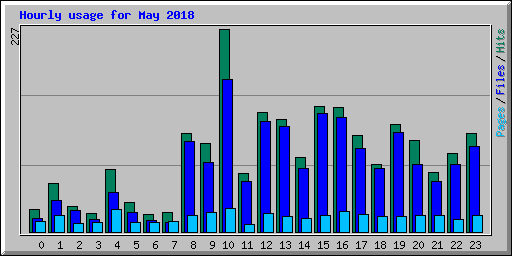 Hourly usage for May 2018
227
Pages/Files/Hits
0 1 2 3 4 5 6 7 8 9 10 11 12 13 14 15 16 17 18 19 20 21 22 23